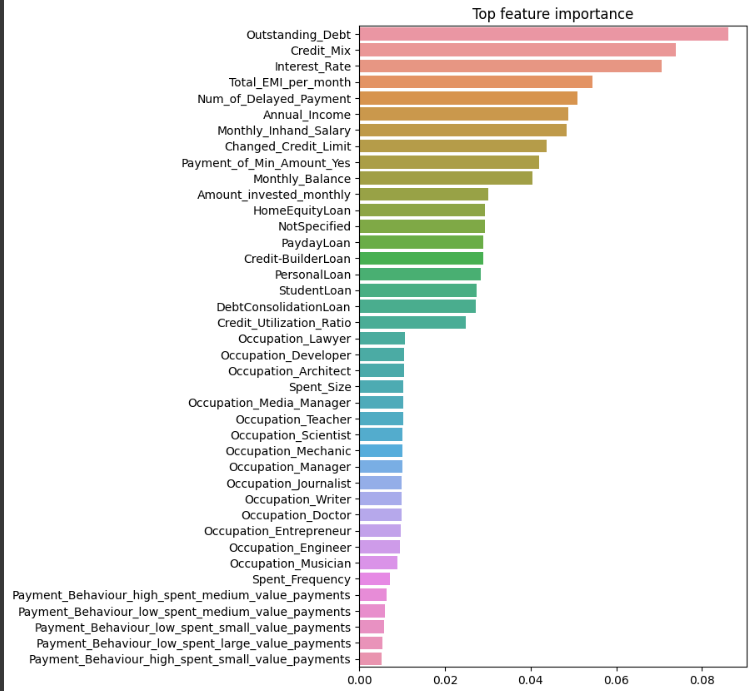 Top feature importance
Outstanding_Debt
Credit_Mix
Interest_Rate
Total_EMI_per_month
Num_of_Delayed_Payment
Annual_Income
Monthly_Inhand_Salary
Changed_Credit_Limit
Payment_of_Min_Amount_Yes
Monthly_Balance
Amount_invested_monthly
HomeEquityLoan
NotSpecified
PaydayLoan
Credit-BuilderLoan
PersonalLoan
StudentLoan
DebtConsolidationLoan
Credit_Utilization_Ratio
Occupation_Lawyer
Occupation_Developer
Occupation_Architect
Spent_Size
Occupation_Media_Manager
Occupation_Teacher
Occupation_Scientist
Occupation_Mechanic
Occupation_Manager
Occupation_Journalist
Occupation_Writer
Occupation_Doctor
Occupation_Entrepreneur
Occupation_Engineer
Occupation_Musician
Spent_Frequency
Payment_Behaviour_high_spent_medium_value_payments
Payment_Behaviour_low_spent_medium_value_payments
Payment_Behaviour_low_spent_small_value_payments
Payment_Behaviour_low_spent_large_value_payments
Payment_Behaviour_high_spent_small_value_payments
0.00 0.02 0.04 0.06 0.08